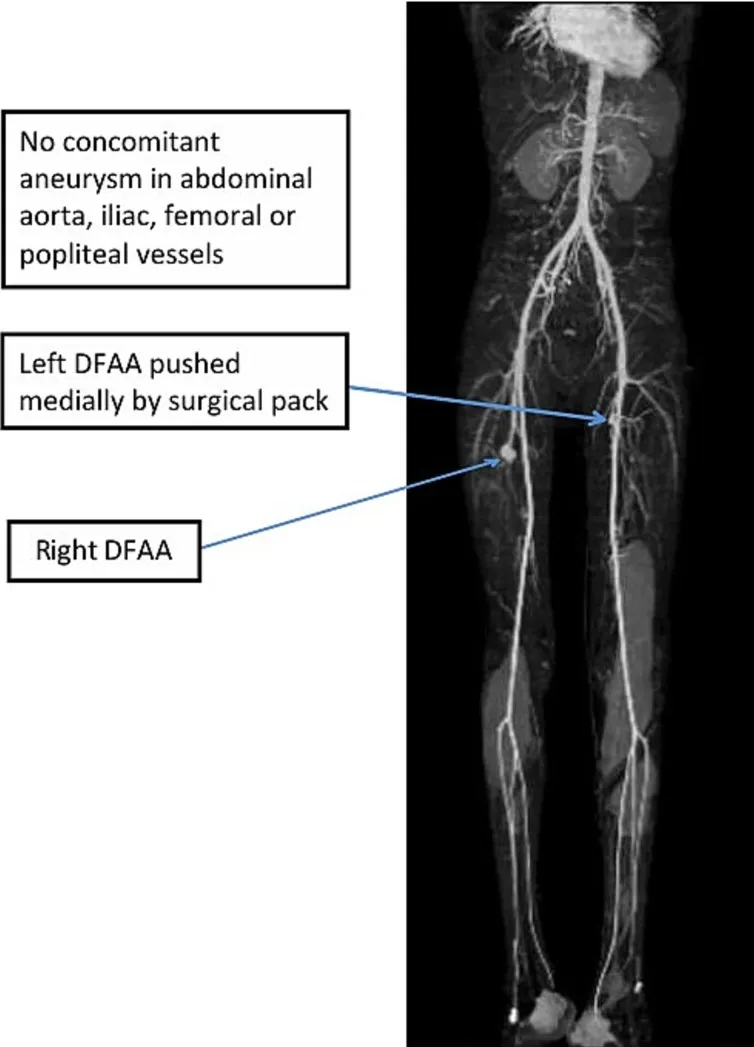 No concomitant
aneurysm in abdominal
aorta, iliac, femoral or
popliteal vessels
Left DFAA pushed
medially by surgical pack
Right DFAA